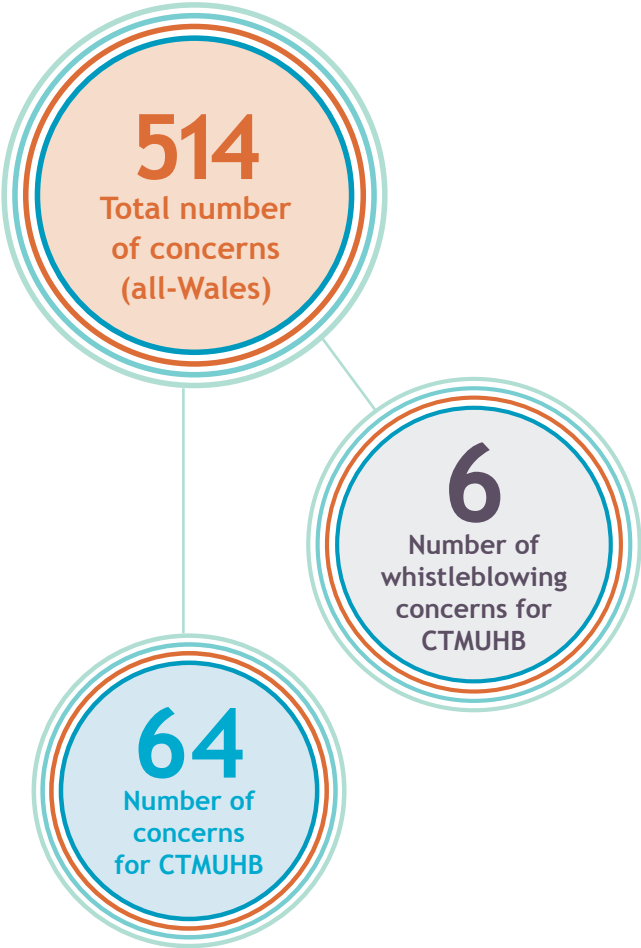 514
Total number
of concerns
(all-Wales)
6
Number of
whistleblowing
concerns for
CTMUHB
64
Number of
concerns
for CTMUHB